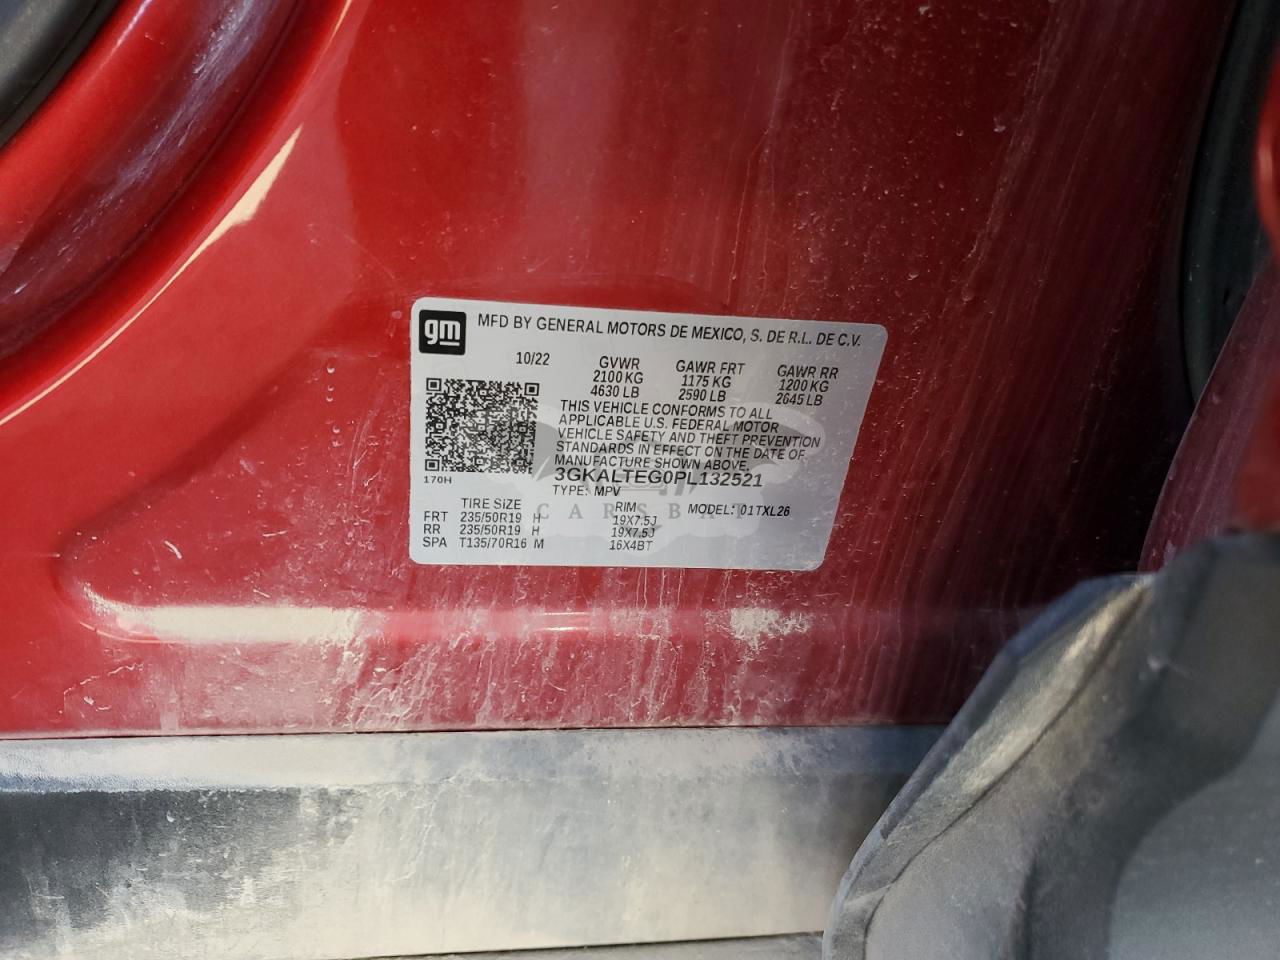 gm
MFD BY GENERAL MOTORS DE MEXICO, S. DE R.L. DE C.V.
10/22 GVWR GAWR FRT GAWR RR
2100 KG 1175 KG 1200 KG
4630 LB 2590 LB 2645 LB
THIS VEHICLE CONFORMS TO ALL
APPLICABLE U.S. FEDERAL MOTOR
VEHICLE SAFETY AND THEFT PREVENTION
STANDARDS IN EFFECT ON THE DATE OF
MANUFACTURE SHOWN ABOVE.
170H
3GKALTEG0PL132521
TYPE: MPV
TIRE SIZE RIM MODEL: 01TXL26
FRT 235/50R19 H 19X7.5J
RR 235/50R19 H 19X7.5J
SPA T135/70R16 M 16X4BT